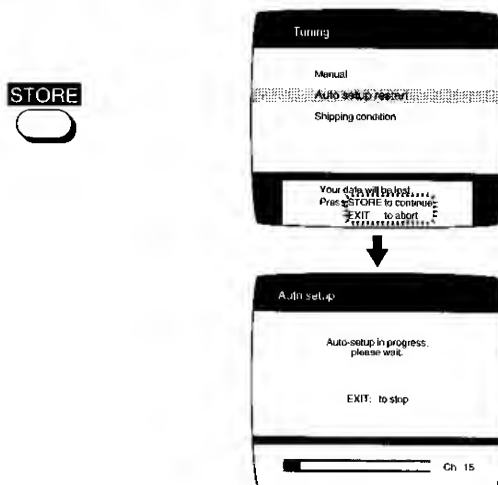 STORE
Tuning
Manual
Auto setup restart
Shipping condition
Your data will be lost
Press STORE to continue
EXIT to abort
Auto setup
Auto-setup in progress,
please wait.
EXIT: to stop
Ch 15